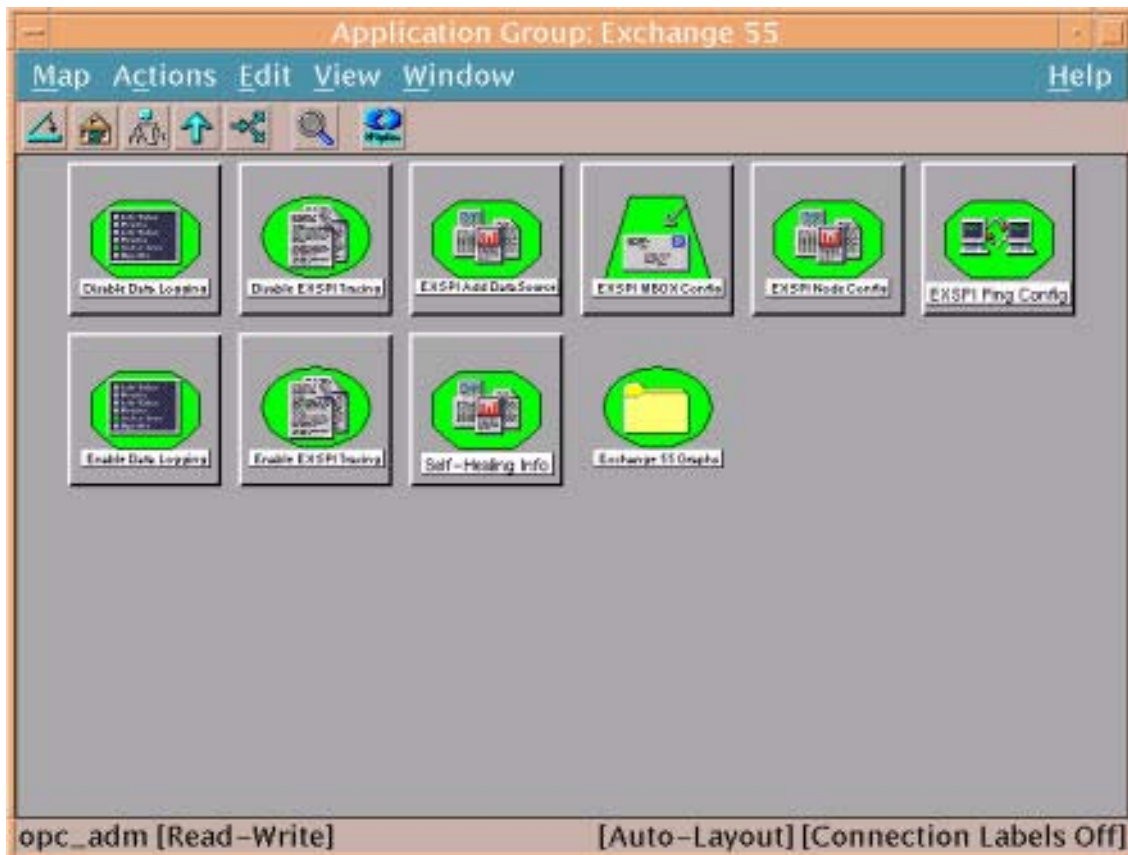 Application Group: Exchange 55
Map Actions Edit View Window Help
Disable Data Logging
Disable EXSPI Tracing
EXSPI Add Data Source
EXSPI MBOX Config
EXSPI Node Config
EXSPI Ping Config
Enable Data Logging
Enable EXSPI Tracing
Self-Healing Info
Exchange 55 Graphs
opc_adm [Read-Write] [Auto-Layout] [Connection Labels Off]